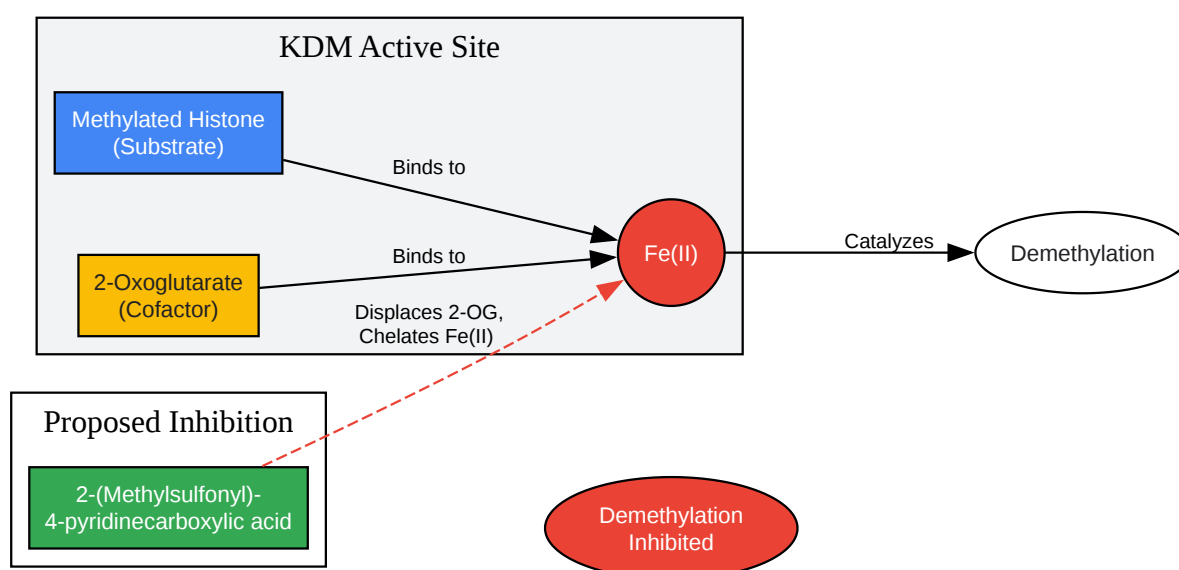 KDM Active Site
Methylated Histone
(Substrate)
Binds to
2-Oxoglutarate
(Cofactor)
Binds to
Fe(II)
Catalyzes
Demethylation
Displaces 2-OG,
Chelates Fe(II)
Proposed Inhibition
2-(Methylsulfonyl)-
4-pyridinecarboxylic acid
Demethylation
Inhibited